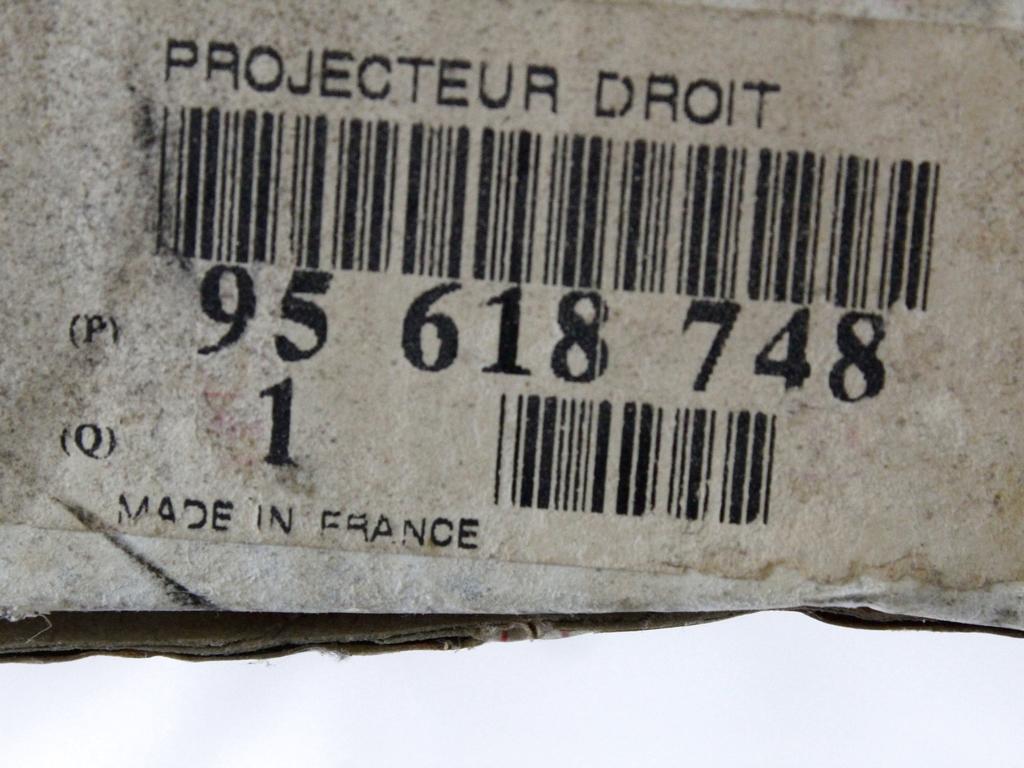 PROJECTEUR DROIT
(P) 95 618 748
(Q) 1
MADE IN FRANCE